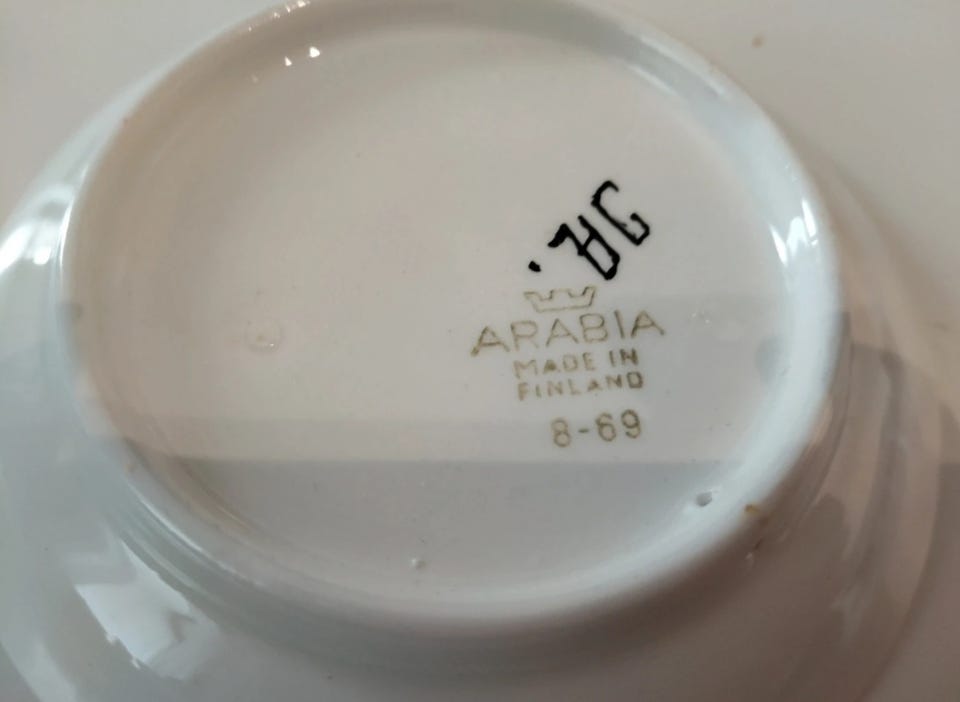 ARABIA
MADE IN
FINLAND
8-69